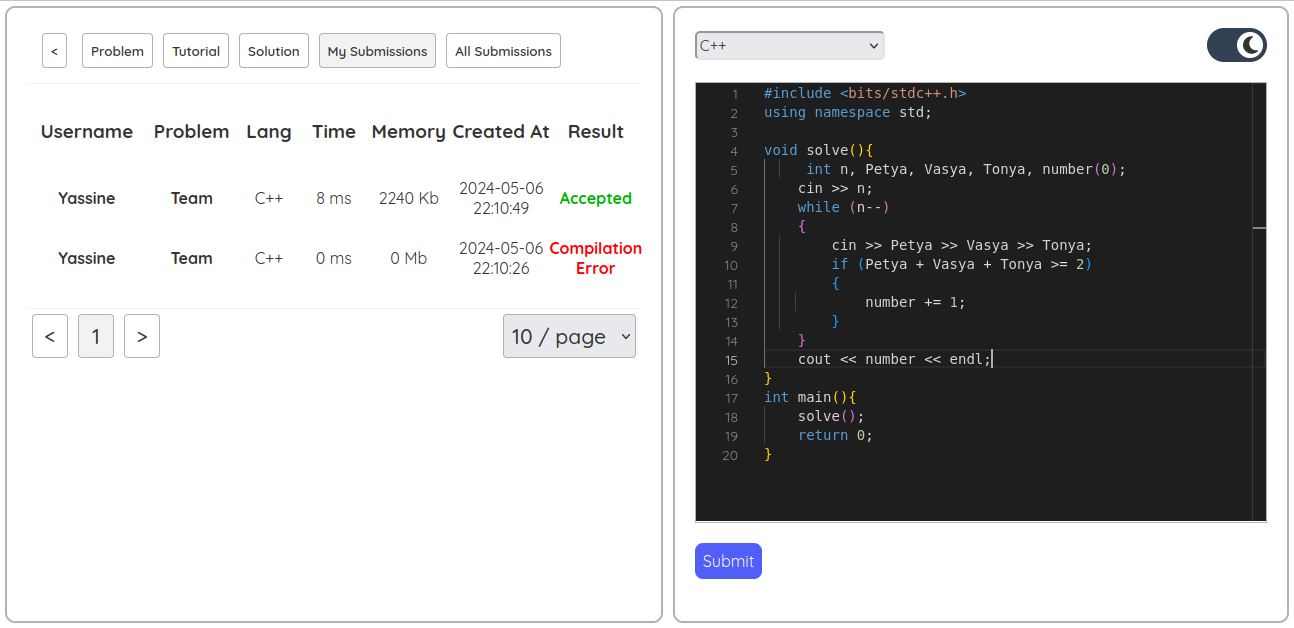 < Problem Tutorial Solution My Submissions All Submissions
Username Problem Lang Time Memory Created At Result
Yassine Team C++ 8 ms 2240 Kb 2024-05-06 22:10:49 Accepted
Yassine Team C++ 0 ms 0 Mb 2024-05-06 22:10:26 Compilation Error
< 1 > 10 / page
C++
1 #include <bits/stdc++.h>
2 using namespace std;
3
4 void solve(){
5      int n, Petya, Vasya, Tonya, number(0);
6     cin >> n;
7     while (n--)
8     {
9         cin >> Petya >> Vasya >> Tonya;
10         if (Petya + Vasya + Tonya >= 2)
11         {
12             number += 1;
13         }
14     }
15     cout << number << endl;
16 }
17 int main(){
18     solve();
19     return 0;
20 }
Submit